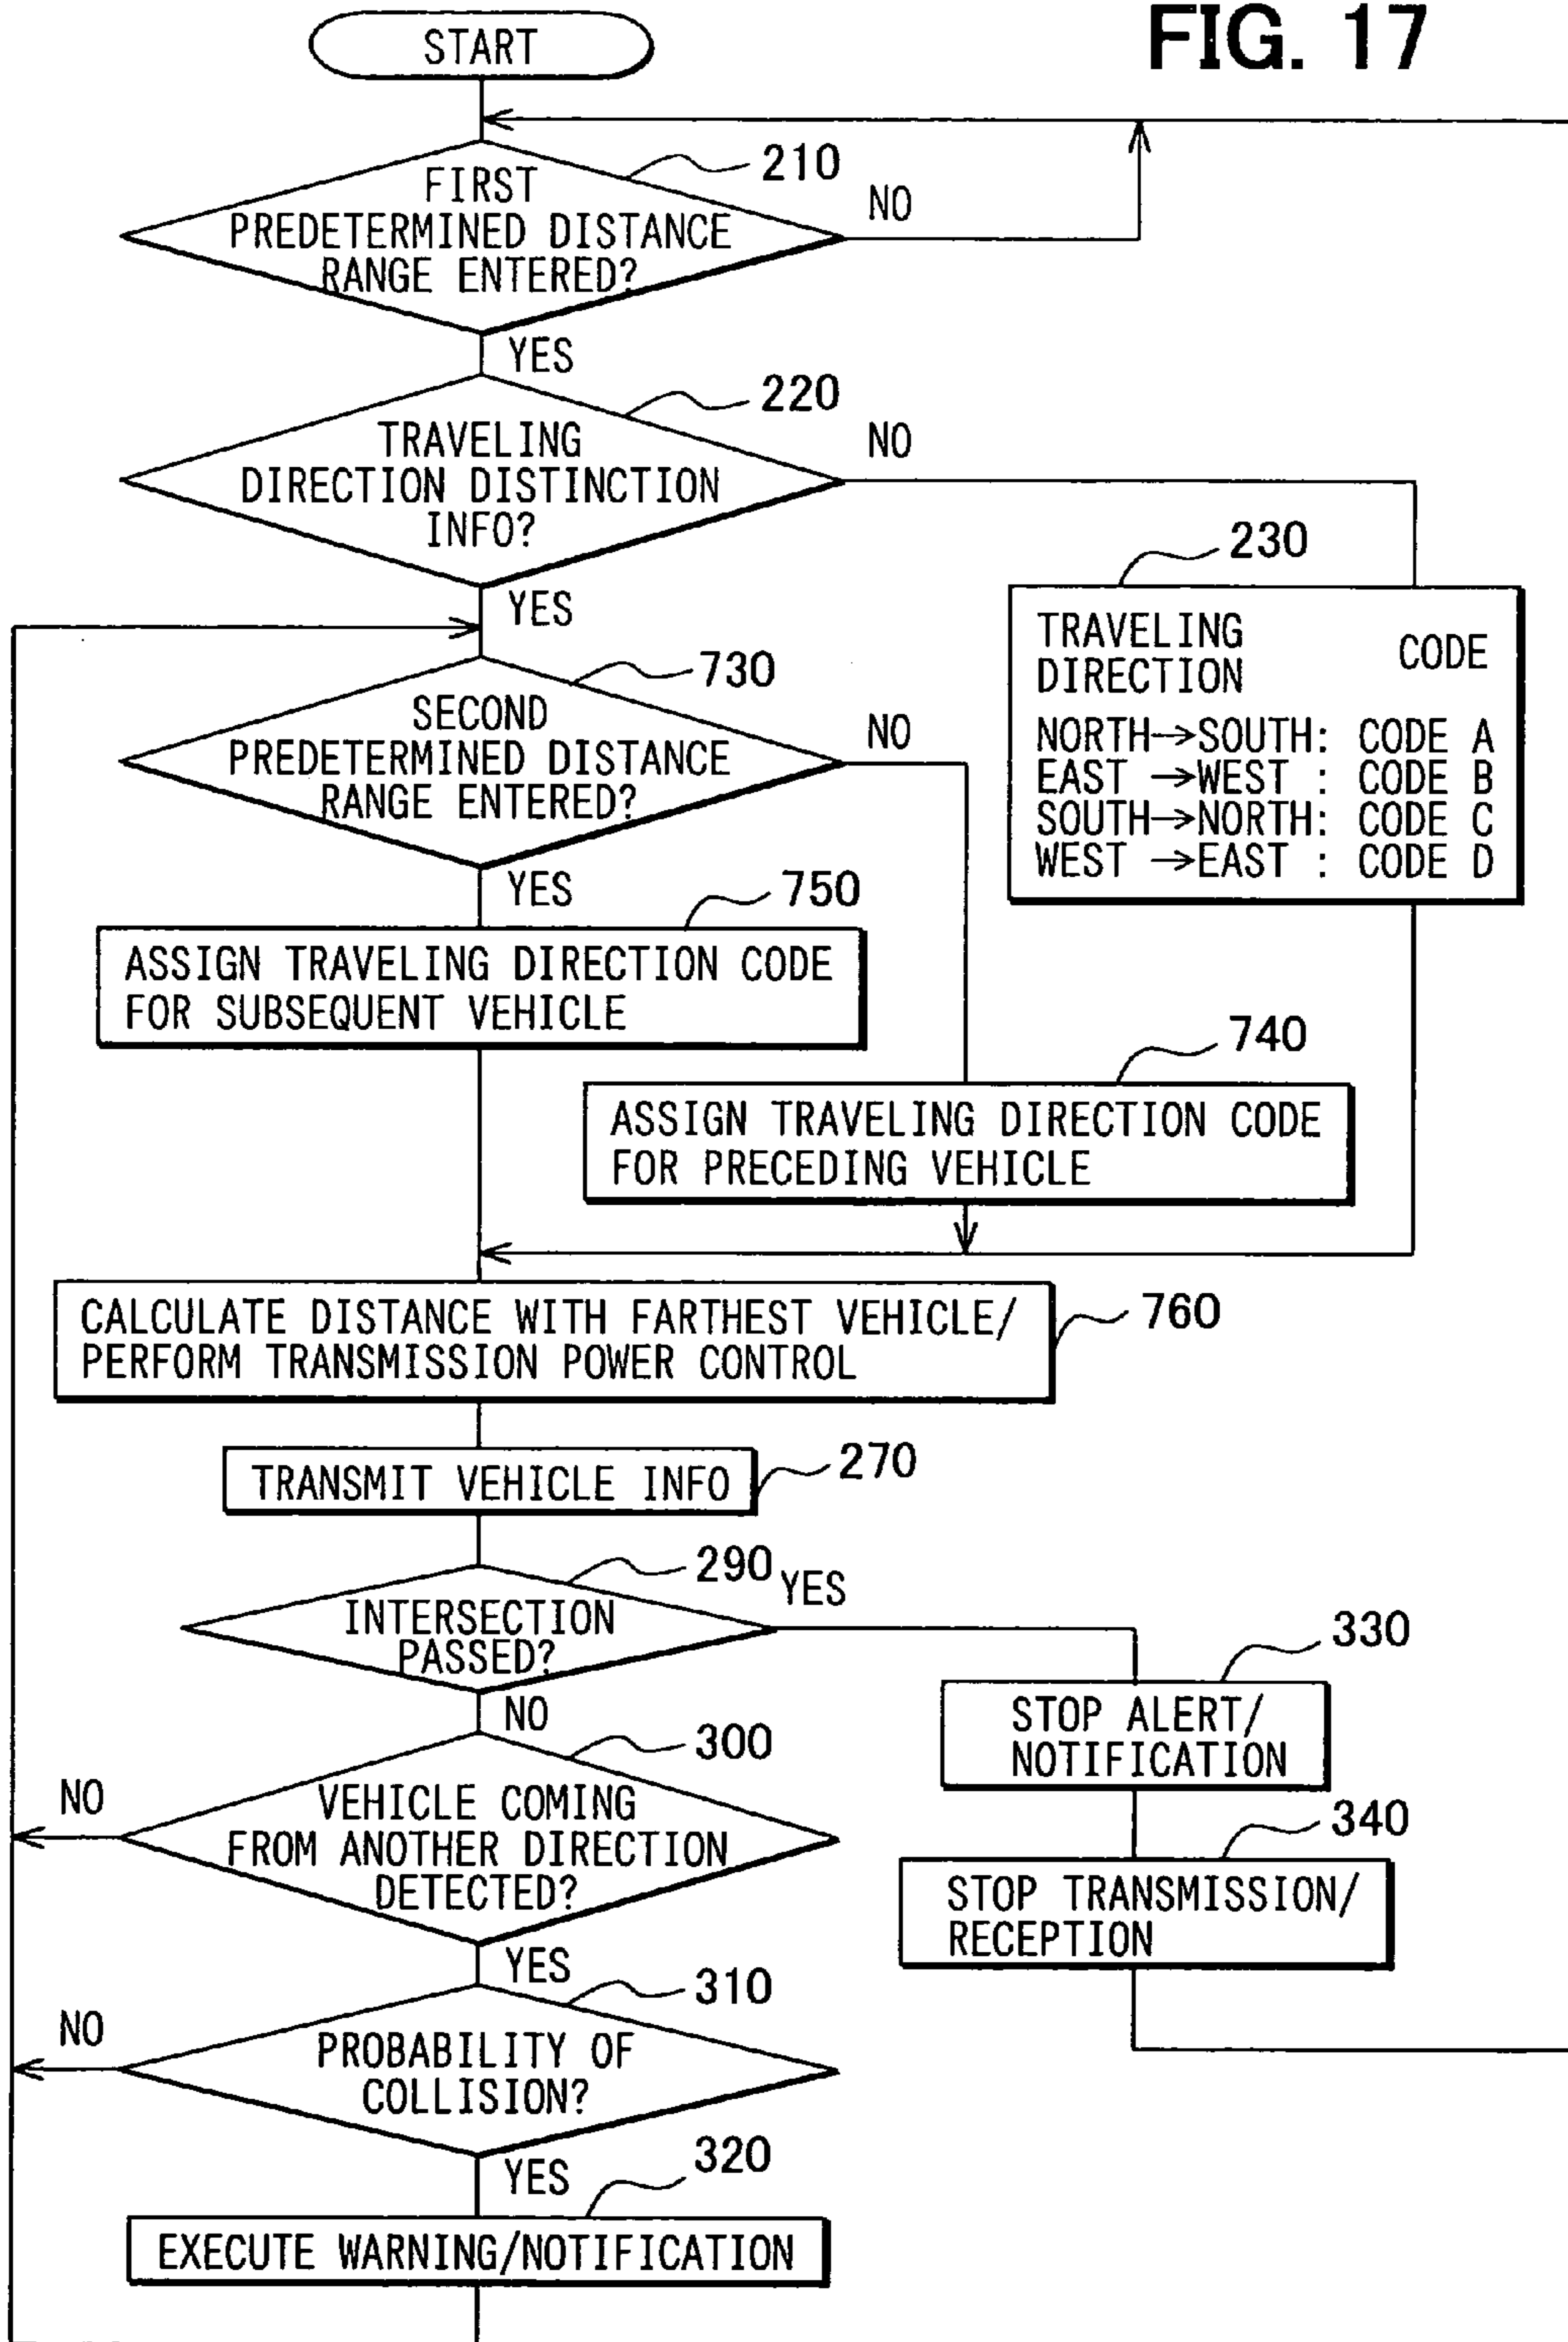 FIG. 17
START
210
FIRST
PREDETERMINED DISTANCE
RANGE ENTERED?
NO
YES
220
TRAVELING
DIRECTION DISTINCTION
INFO?
NO
YES
230
TRAVELING
DIRECTION
CODE
NORTH→SOUTH: CODE A
EAST →WEST : CODE B
SOUTH→NORTH: CODE C
WEST →EAST : CODE D
730
SECOND
PREDETERMINED DISTANCE
RANGE ENTERED?
NO
YES
750
ASSIGN TRAVELING DIRECTION CODE
FOR SUBSEQUENT VEHICLE
740
ASSIGN TRAVELING DIRECTION CODE
FOR PRECEDING VEHICLE
CALCULATE DISTANCE WITH FARTHEST VEHICLE/
PERFORM TRANSMISSION POWER CONTROL
760
TRANSMIT VEHICLE INFO
270
290
YES
INTERSECTION
PASSED?
NO
330
STOP ALERT/
NOTIFICATION
300
NO
VEHICLE COMING
FROM ANOTHER DIRECTION
DETECTED?
YES
340
STOP TRANSMISSION/
RECEPTION
310
NO
PROBABILITY OF
COLLISION?
YES
320
EXECUTE WARNING/NOTIFICATION